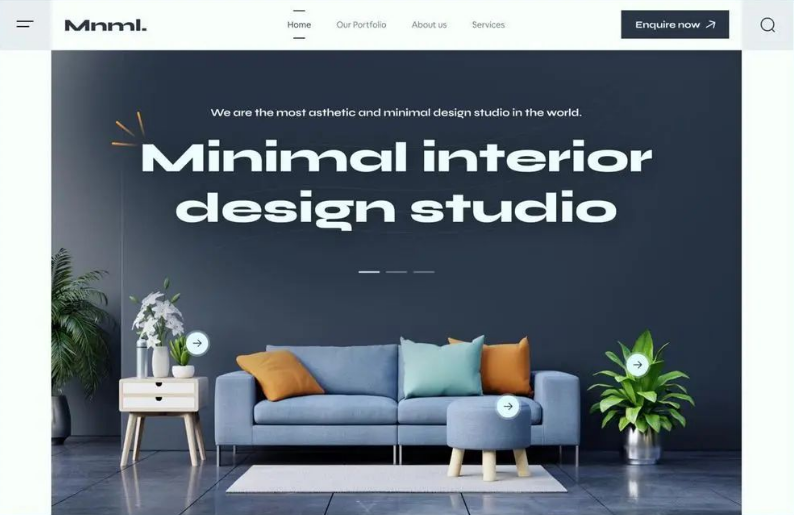 Mnml.
Home
Our Portfolio
About us
Services
Enquire now
We are the most asthetic and minimal design studio in the world.
Minimal interior
design studio